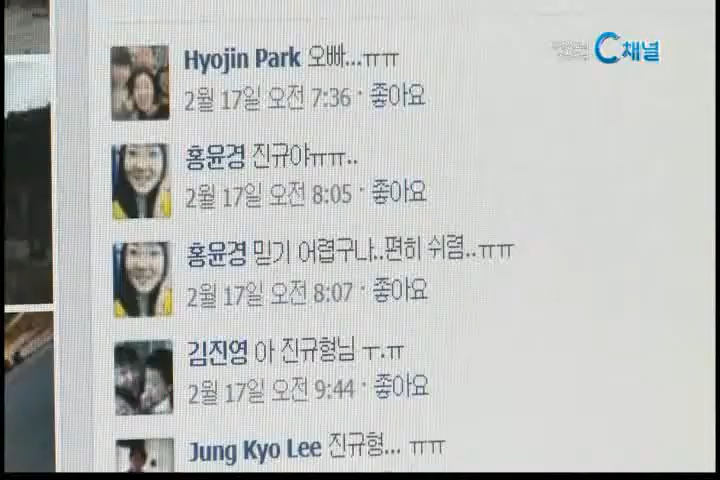 C채널
Hyojin Park 오빠...ㅠㅠ
2월 17일 오전 7:36 · 좋아요
홍윤경 진규야ㅠㅠ..
2월 17일 오전 8:05 · 좋아요
홍윤경 믿기 어렵구나..편히 쉬렴..ㅠㅠ
2월 17일 오전 8:07 · 좋아요
김진영 아 진규형님 ㅜ.ㅠ
2월 17일 오전 9:44 · 좋아요
Jung Kyo Lee 진규형... ㅠㅠ